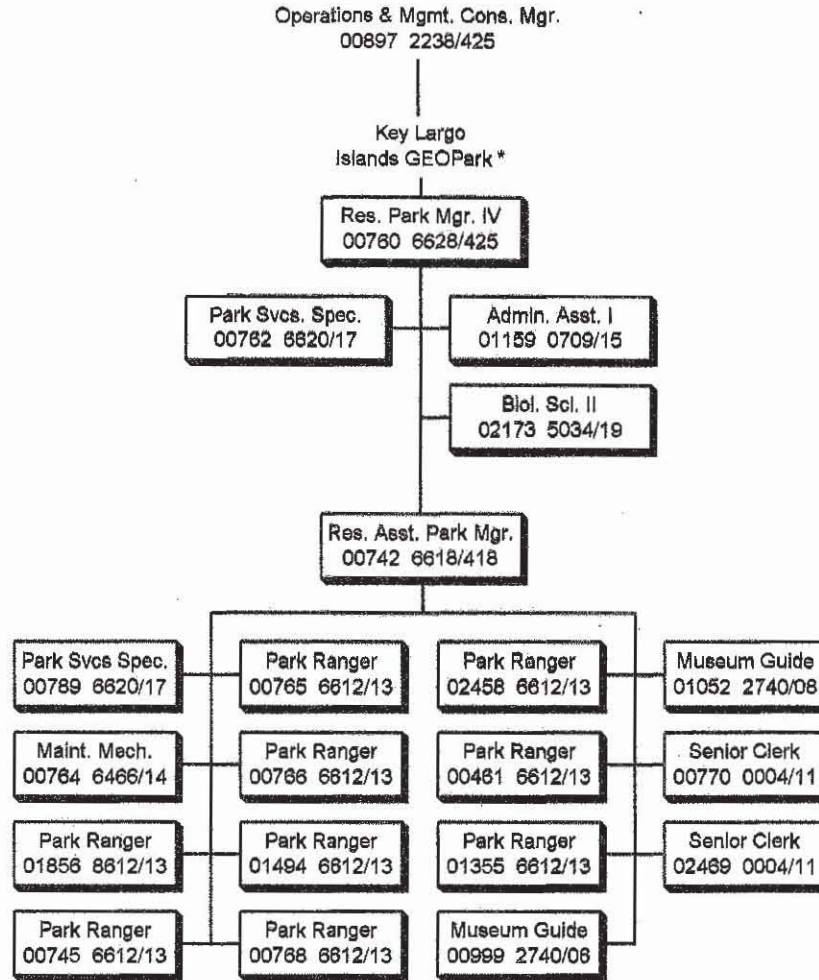 Operations & Mgmt. Cons. Mgr.
00897 2238/425
Key Largo
Islands GEOPark *
Res. Park Mgr. IV
00760 6628/425
Park Svcs. Spec.
00762 6620/17
Admin. Asst. I
01159 0709/15
Biol. Sci. II
02173 5034/19
Res. Asst. Park Mgr.
00742 6618/418
Park Svcs Spec.
00789 6620/17
Park Ranger
00765 6612/13
Park Ranger
02458 6612/13
Museum Guide
01052 2740/08
Maint. Mech.
00764 6466/14
Park Ranger
00766 6612/13
Park Ranger
00461 6612/13
Senior Clerk
00770 0004/11
Park Ranger
01856 8612/13
Park Ranger
01494 6612/13
Park Ranger
01355 6612/13
Senior Clerk
02469 0004/11
Park Ranger
00745 6612/13
Park Ranger
00768 6612/13
Museum Guide
00999 2740/06